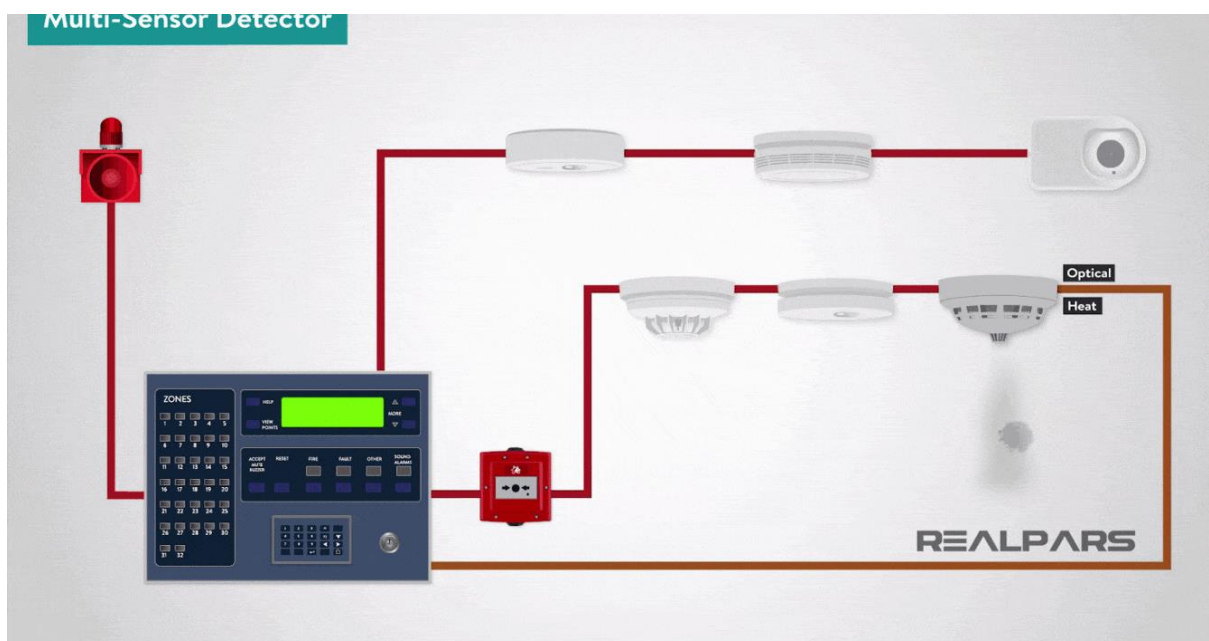 Multi-Sensor Detector
Optical
Heat
ZONES
1 2 3 4 5
6 7 8 9 10
11 12 13 14 15
16 17 18 19 20
21 22 23 24 25
26 27 28 29 30
31 32
HELP
MORE
VIEW
POINTS
ACCEPT
MUTE
BUZZER
RESET
FIRE
FAULT
OTHER
SOUND
ALARMS
REALPARS